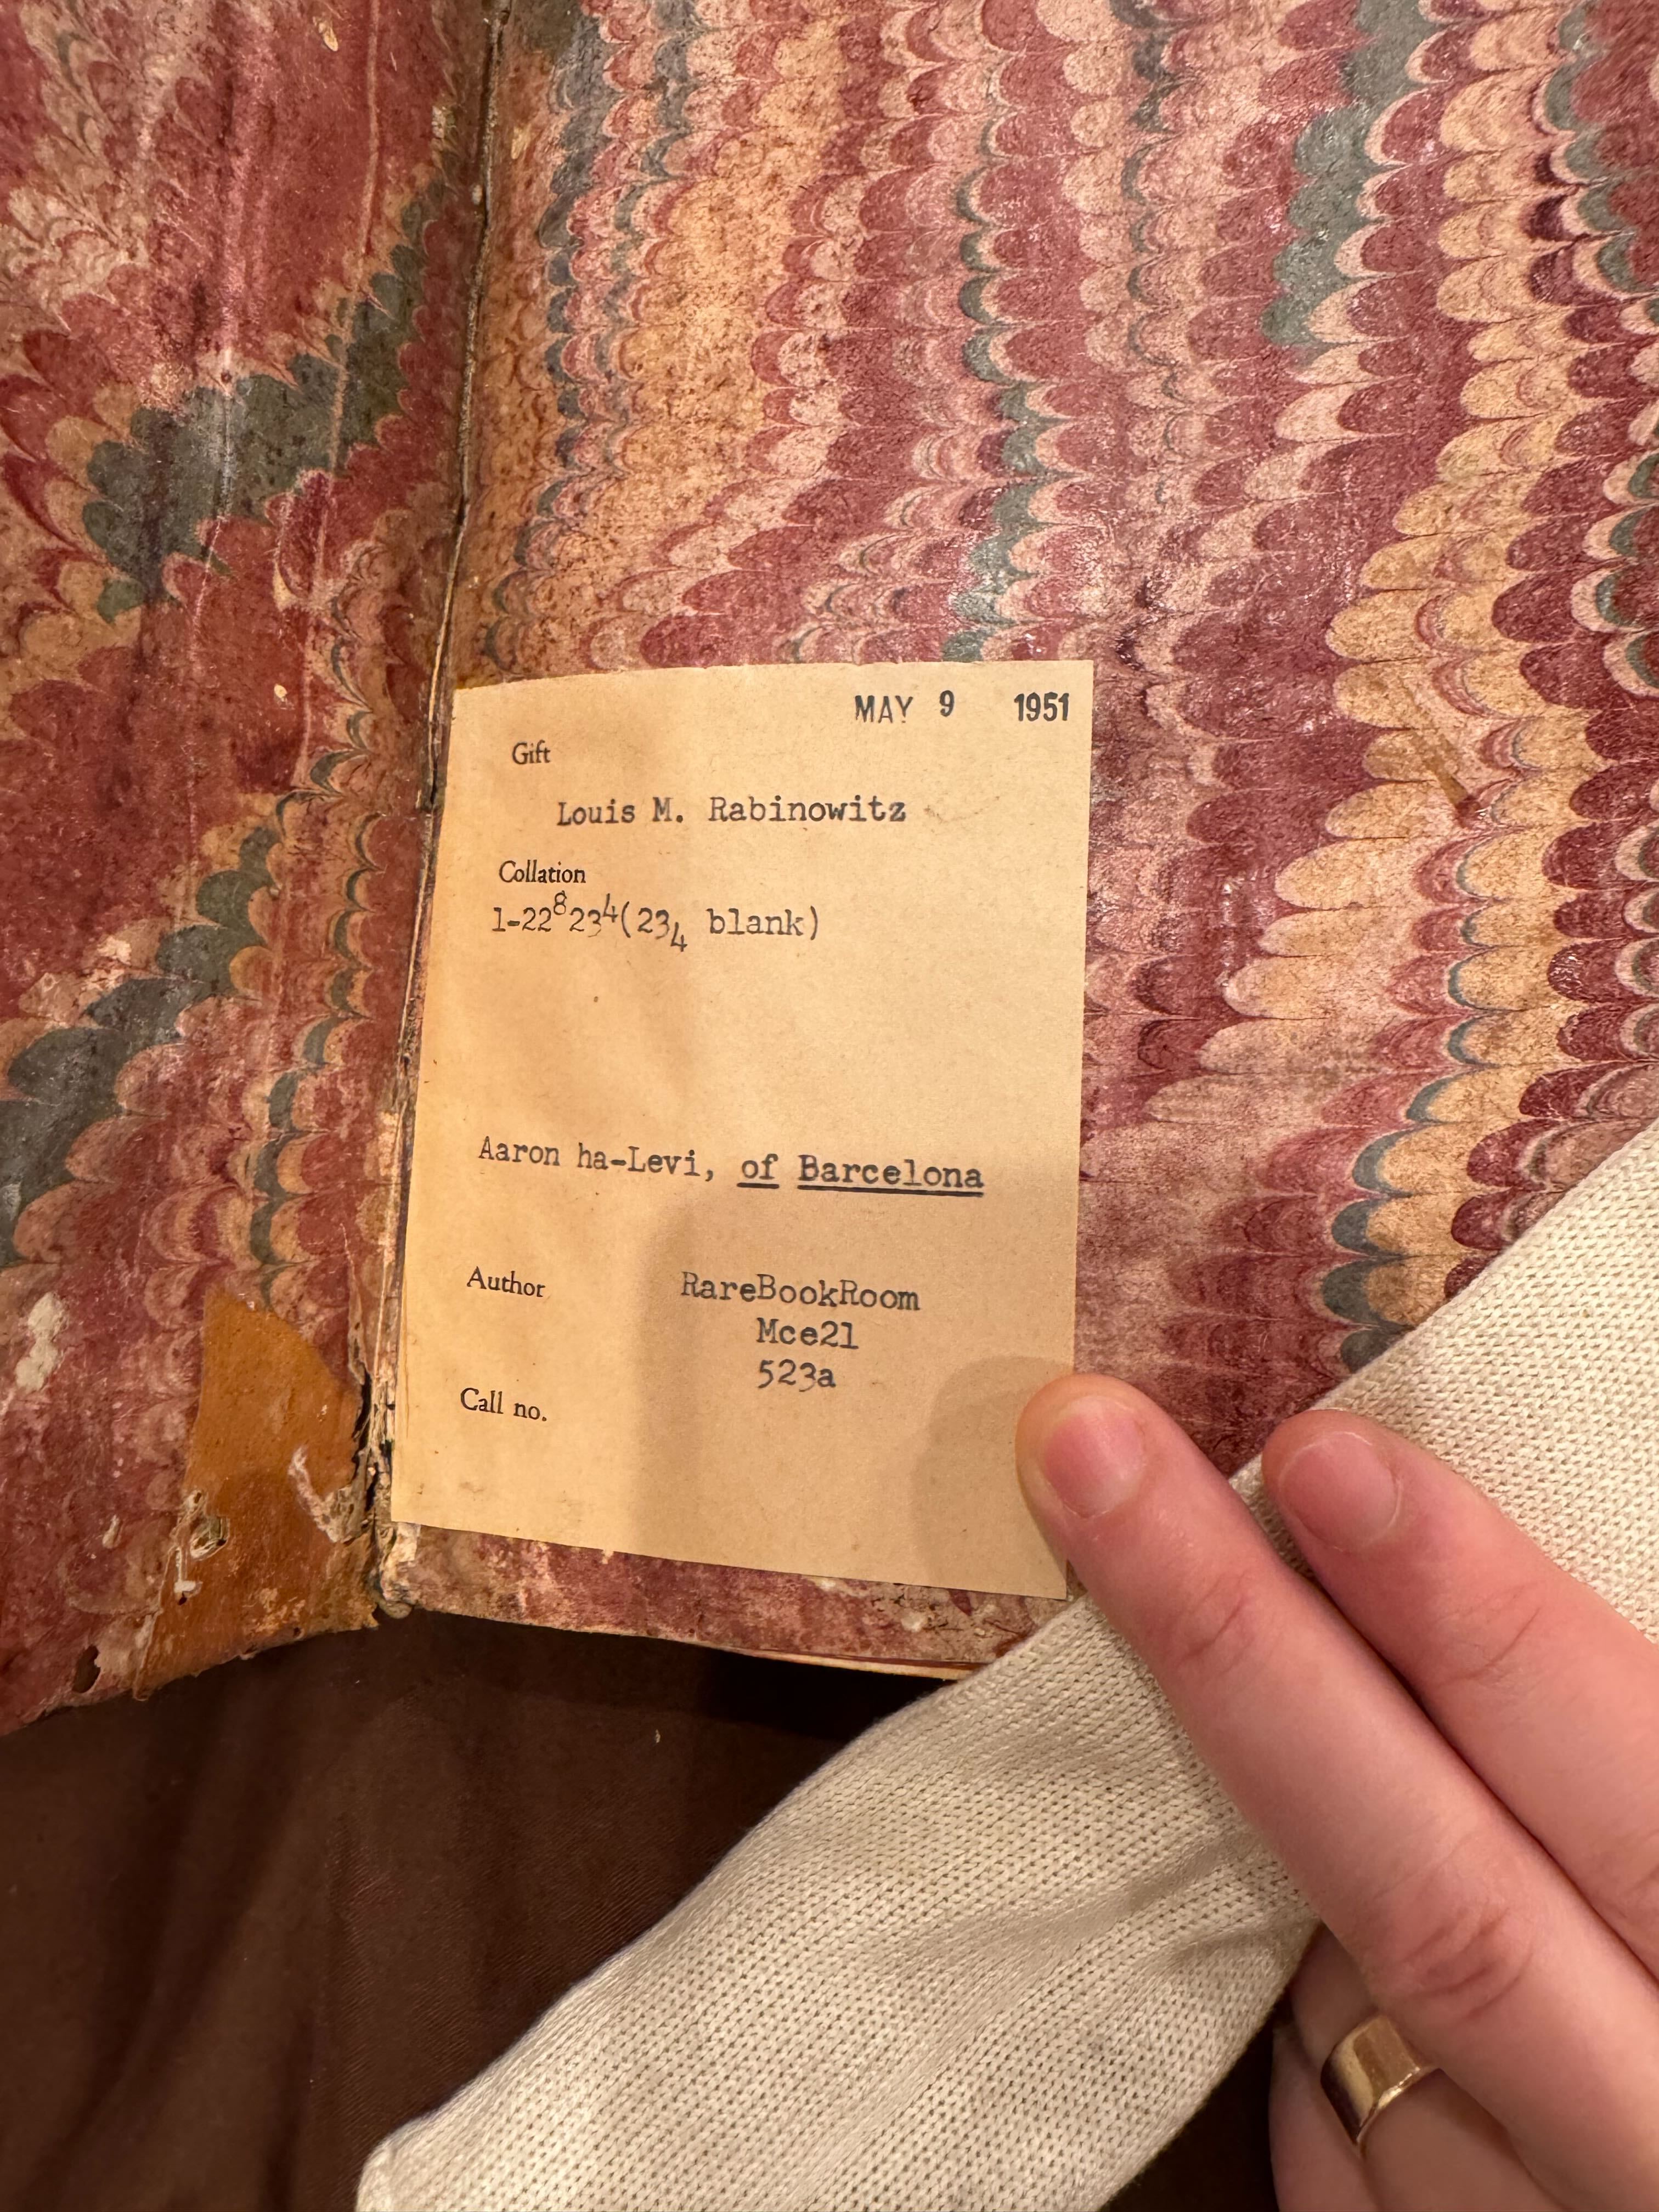 MAY 9 1951
Gift
Louis M. Rabinowitz
Collation
1-22⁸23⁴(23₄ blank)
Aaron ha-Levi, of Barcelona
Author RareBookRoom
Mce21
523a
Call no.